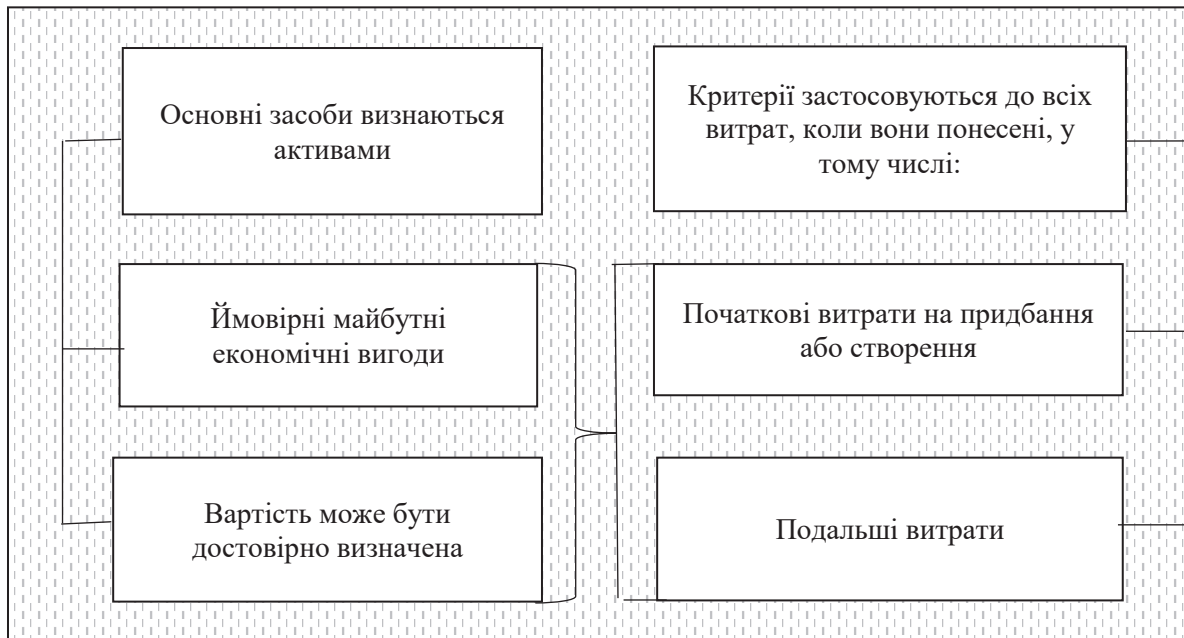 Основні засоби визнаються
активами
Критерії застосовуються до всіх
витрат, коли вони понесені, у
тому числі:
Ймовірні майбутні
економічні вигоди
Початкові витрати на придбання
або створення
Вартість може бути
достовірно визначена
Подальші витрати